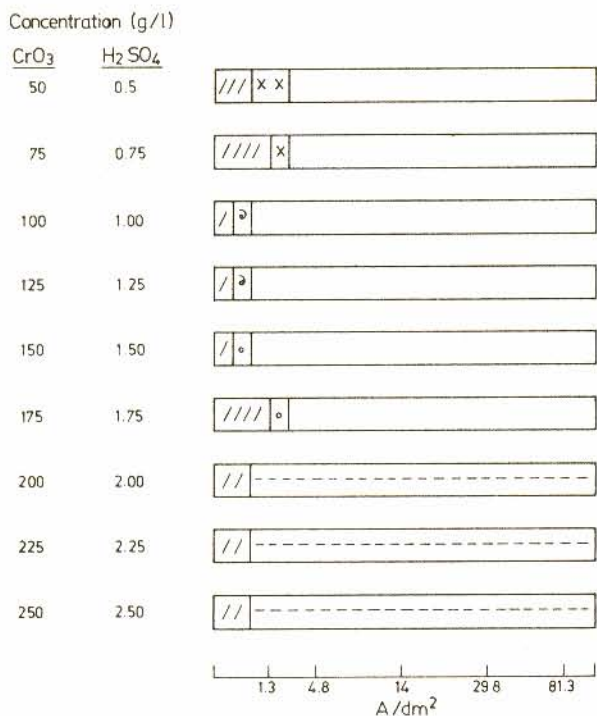 Concentration (g/l)
CrO3 H2SO4
50 0.5 /// x x
75 0.75 //// x
100 1.00 /
125 1.25 /
150 1.50 / o
175 1.75 //// o
200 2.00 //
225 2.25 //
250 2.50 //
1.3 4.8 14 29.8 81.3
A/dm²